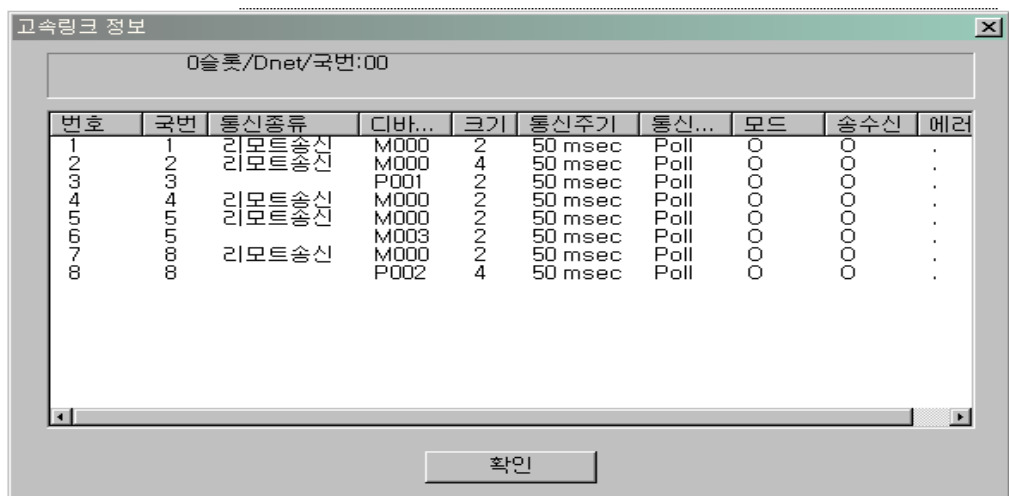 고속링크 정보
0슬롯/Dnet/국번:00
번호 국번 통신종류 디바... 크기 통신주기 통신... 모드 송수신 에러
1 1 리모트송신 M000 2 50 msec Poll O O .
2 2 리모트송신 M000 4 50 msec Poll O O .
3 3 P001 2 50 msec Poll O O .
4 4 리모트송신 M000 2 50 msec Poll O O .
5 5 리모트송신 M000 2 50 msec Poll O O .
6 5 M003 2 50 msec Poll O O .
7 8 리모트송신 M000 2 50 msec Poll O O .
8 8 P002 4 50 msec Poll O O .
확인